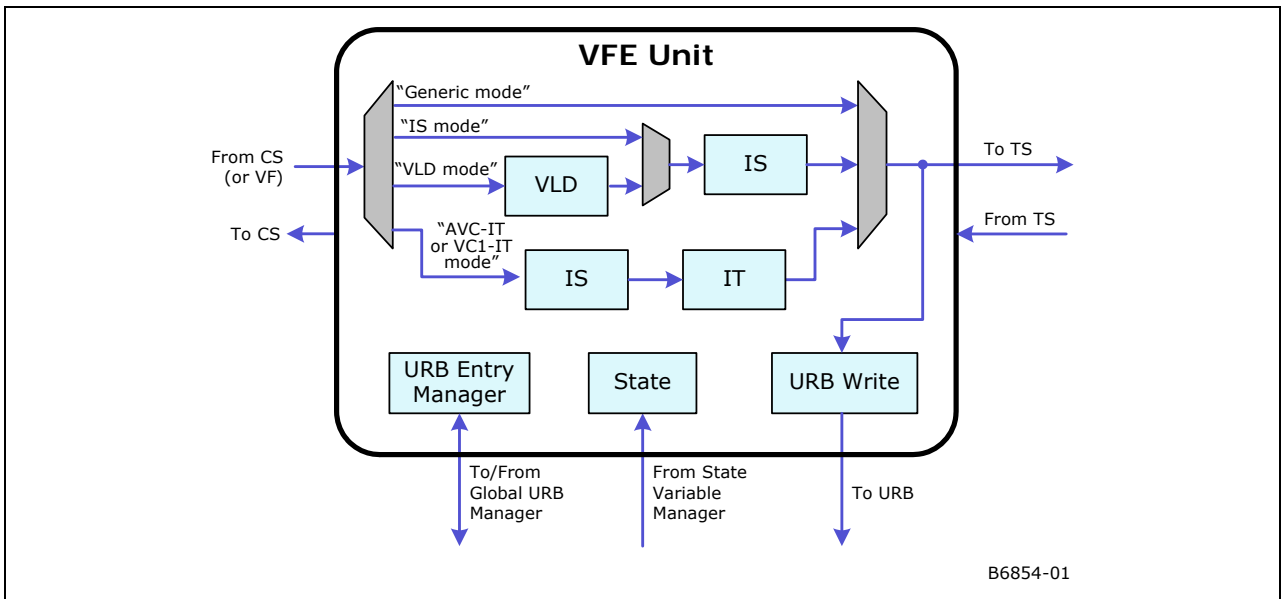 VFE Unit
"Generic mode"
"IS mode"
From CS
(or VF)
"VLD mode"
VLD
IS
To TS
To CS
"AVC-IT
or VC1-IT
mode"
From TS
IS
IT
URB Entry
Manager
State
URB Write
To/From
Global URB
Manager
From State
Variable
Manager
To URB
B6854-01